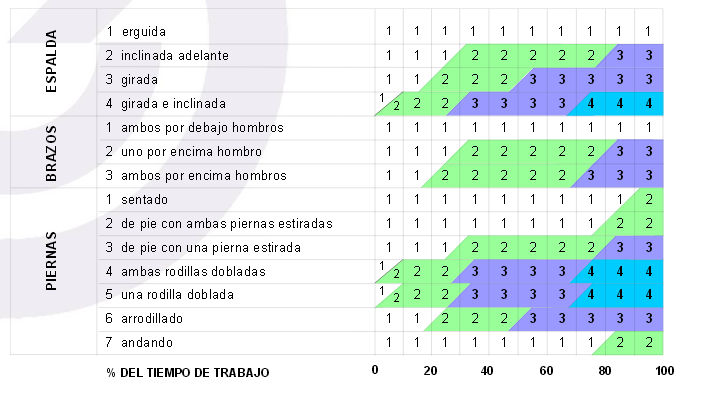 ESPALDA
1 erguida 1 1 1 1 1 1 1 1 1 1
2 inclinada adelante 1 1 1 2 2 2 2 2 3 3
3 girada 1 1 2 2 2 3 3 3 3 3
4 girada e inclinada 1 2 2 2 3 3 3 3 4 4 4
BRAZOS
1 ambos por debajo hombros 1 1 1 1 1 1 1 1 1 1
2 uno por encima hombro 1 1 1 2 2 2 2 2 3 3
3 ambos por encima hombros 1 1 2 2 2 2 2 3 3 3
PIERNAS
1 sentado 1 1 1 1 1 1 1 1 1 2
2 de pie con ambas piernas estiradas 1 1 1 1 1 1 1 1 2 2
3 de pie con una pierna estirada 1 1 1 2 2 2 2 2 3 3
4 ambas rodillas dobladas 1 2 2 2 3 3 3 3 4 4 4
5 una rodilla doblada 1 2 2 2 3 3 3 3 4 4 4
6 arrodillado 1 1 2 2 2 3 3 3 3 3
7 andando 1 1 1 1 1 1 1 1 2 2
% DEL TIEMPO DE TRABAJO 0 20 40 60 80 100